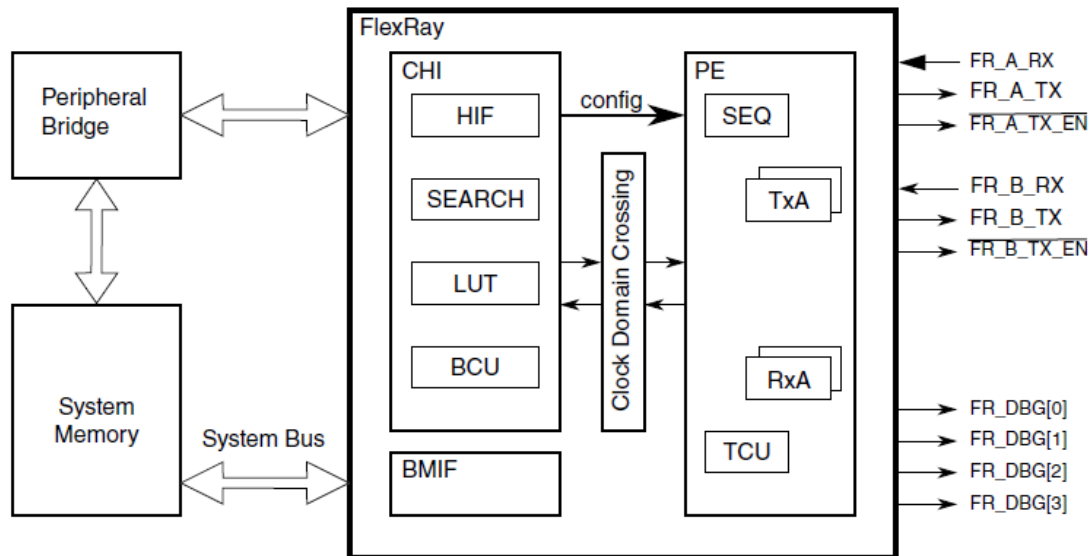 FlexRay
Peripheral
Bridge
System
Memory
System Bus
CHI
HIF
SEARCH
LUT
BCU
BMIF
config
Clock Domain Crossing
PE
SEQ
TxA
RxA
TCU
FR_A_RX
FR_A_TX
FR_A_TX_EN
FR_B_RX
FR_B_TX
FR_B_TX_EN
FR_DBG[0]
FR_DBG[1]
FR_DBG[2]
FR_DBG[3]